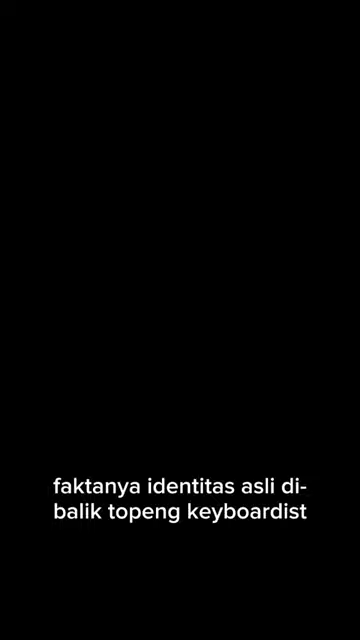 faktanya identitas asli di-
balik topeng keyboardist